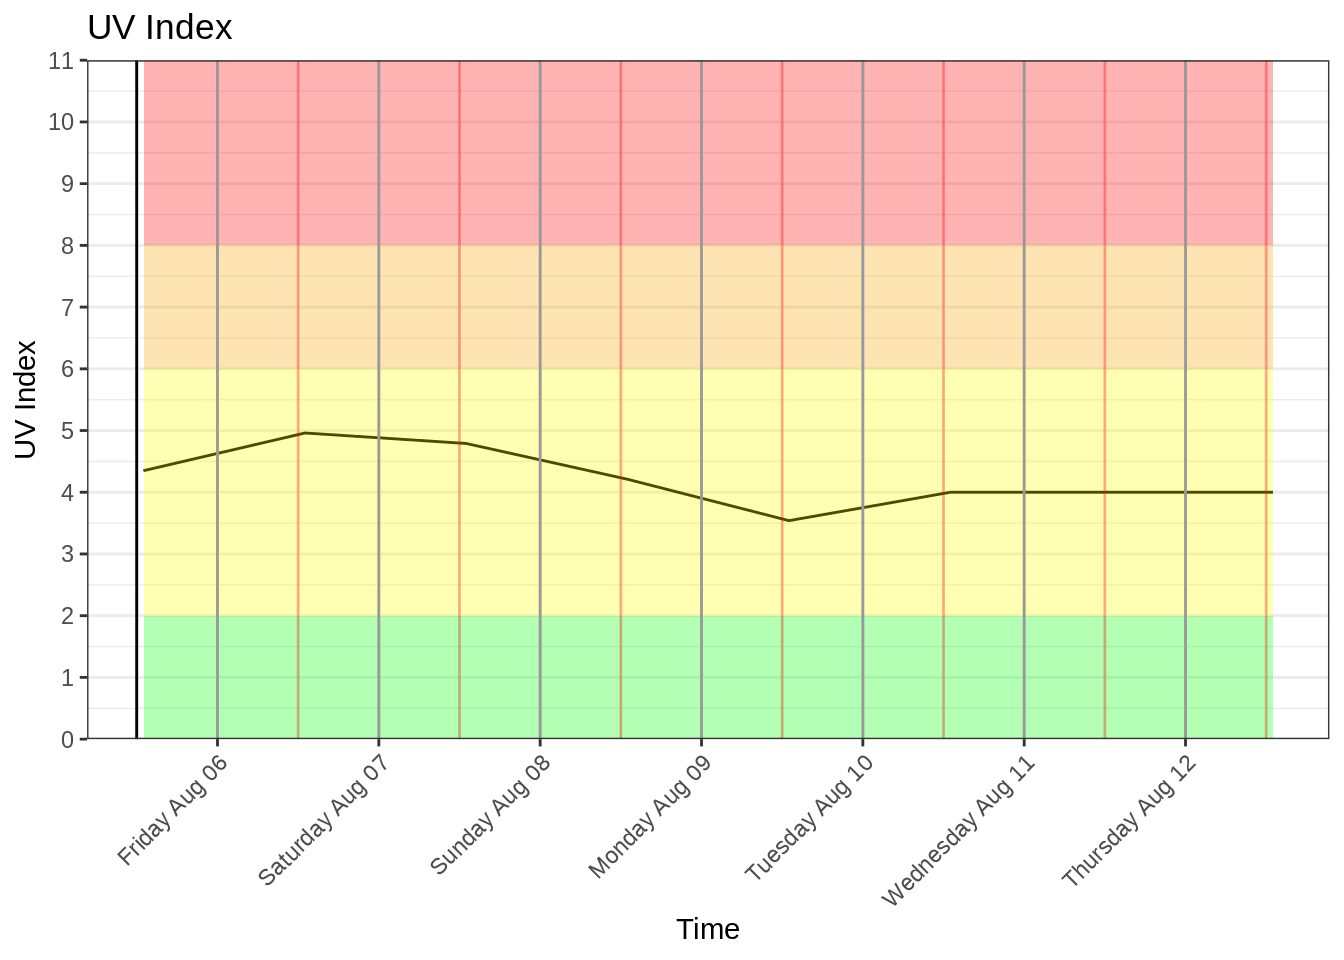 UV Index
11
10
9
8
7
6
5
4
3
2
1
0
UV Index
Friday Aug 06
Saturday Aug 07
Sunday Aug 08
Monday Aug 09
Tuesday Aug 10
Wednesday Aug 11
Thursday Aug 12
Time